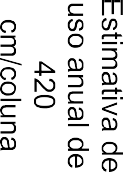 Estimativa de
uso anual de
420
cm/coluna